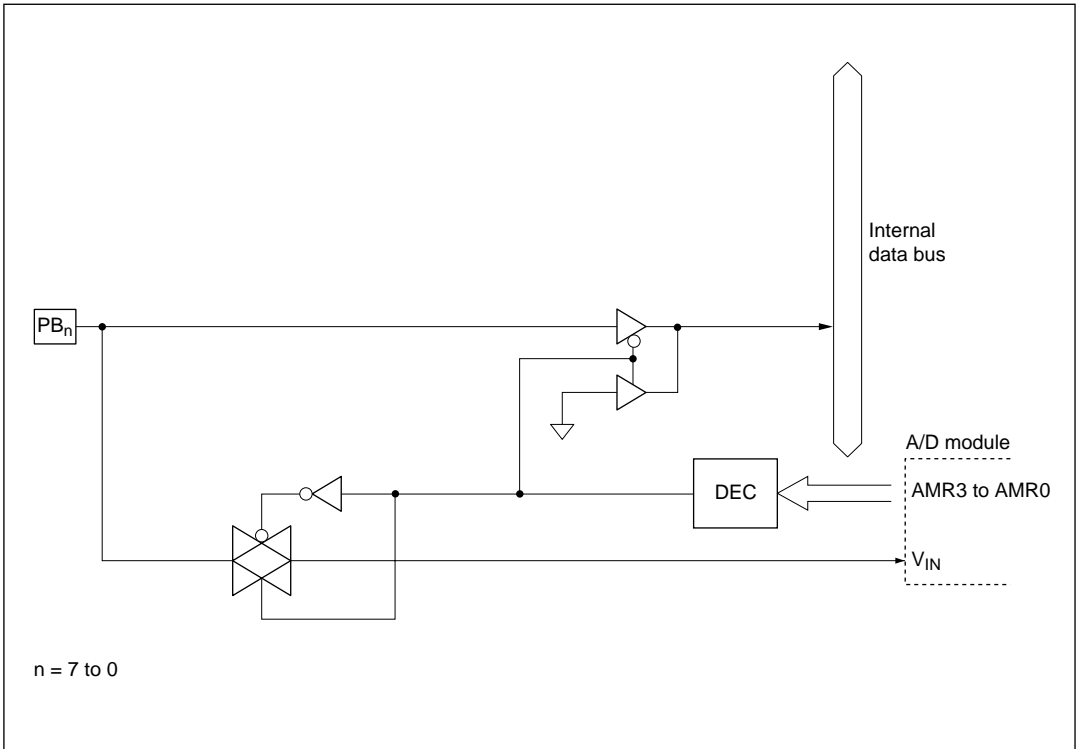 Internal
data bus
PBn
A/D module
DEC
AMR3 to AMR0
VIN
n = 7 to 0